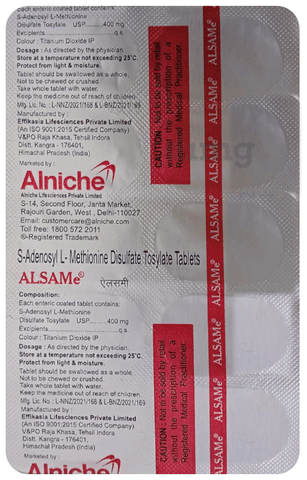 Each enteric coated tablet contains:
S-Adenosyl L-Methionine
Disulfate Tosylate USP......400 mg
Excipients.................q.s.
Colour : Titanium Dioxide IP
Dosage : As directed by the physician.
Store at a temperature not exceeding 25°C.
Protect from light & moisture.
Tablet should be swallowed as a whole.
Not to be chewed or crushed.
Take whole tablet with water.
Keep the medicine out of reach of children.
Mfg. Lic. No.: L-NNZ/2021/168 & L-BNZ/2021/169
Manufactured by :
Effikasia Lifesciences Private Limited
(An ISO 9001:2015 Certified Company)
V&PO Raja Khasa, Tehsil Indora
Distt. Kangra - 176401,
Himachal Pradesh (India)
Marketed by :
Alniche
Alniche Lifesciences Private Limited
S-14, Second Floor, Janta Market,
Rajouri Garden, West , Delhi-110027
Email: customercare@alniche.com
Toll free: 1800 572 2011
®-Registered Trademark
CAUTION : Not to be sold by retail
without the prescription of a
Registered Medical Practitioner.
S-Adenosyl L- Methionine Disulfate Tosylate Tablets
ALSAMe® ऐलसमी
Composition:
Each enteric coated tablet contains:
S-Adenosyl L-Methionine
Disulfate Tosylate USP......400 mg
Excipients.................q.s.
Colour : Titanium Dioxide IP
Dosage : As directed by the physician.
Store at a temperature not exceeding 25°C.
Protect from light & moisture.
Tablet should be swallowed as a whole.
Not to be chewed or crushed.
Take whole tablet with water.
Keep the medicine out of reach of children.
Mfg. Lic. No.: L-NNZ/2021/168 & L-BNZ/2021/169
Manufactured by :
Effikasia Lifesciences Private Limited
(An ISO 9001:2015 Certified Company)
V&PO Raja Khasa, Tehsil Indora
Distt. Kangra - 176401,
Himachal Pradesh (India)
Marketed by :
Alniche
CAUTION : Not to be sold by retail
without the prescription of a
Registered Medical Practitioner.
ALSAMe®
ALSAMe®
ALSAMe®
ALSAMe®
ALSAMe®
ALSAMe®